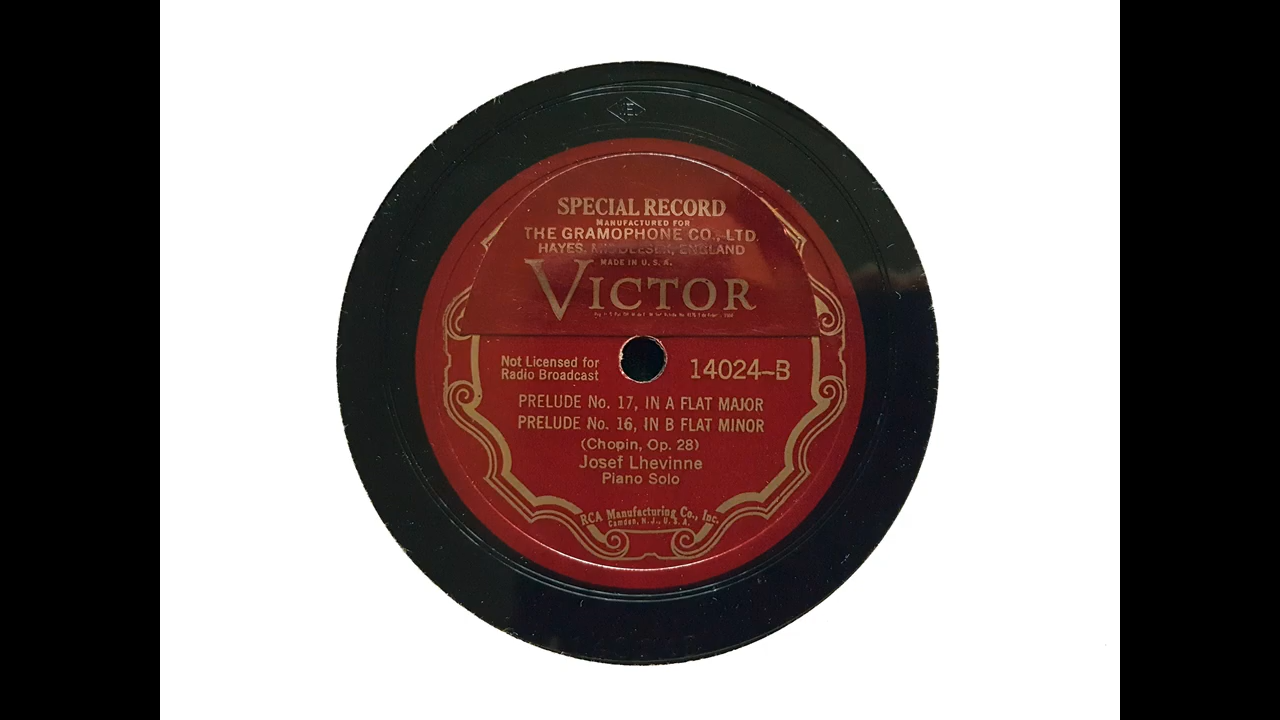 E
SPECIAL RECORD
MANUFACTURED FOR
THE GRAMOPHONE CO., LTD.
HAYES, MIDDLESEX, ENGLAND
MADE IN U.S.A.
VICTOR
Not Licensed for
Radio Broadcast
14024-B
PRELUDE No. 17, IN A FLAT MAJOR
PRELUDE No. 16, IN B FLAT MINOR
(Chopin, Op. 28)
Josef Lhevinne
Piano Solo
RCA Manufacturing Co., Inc.
Camden, N.J., U.S.A.